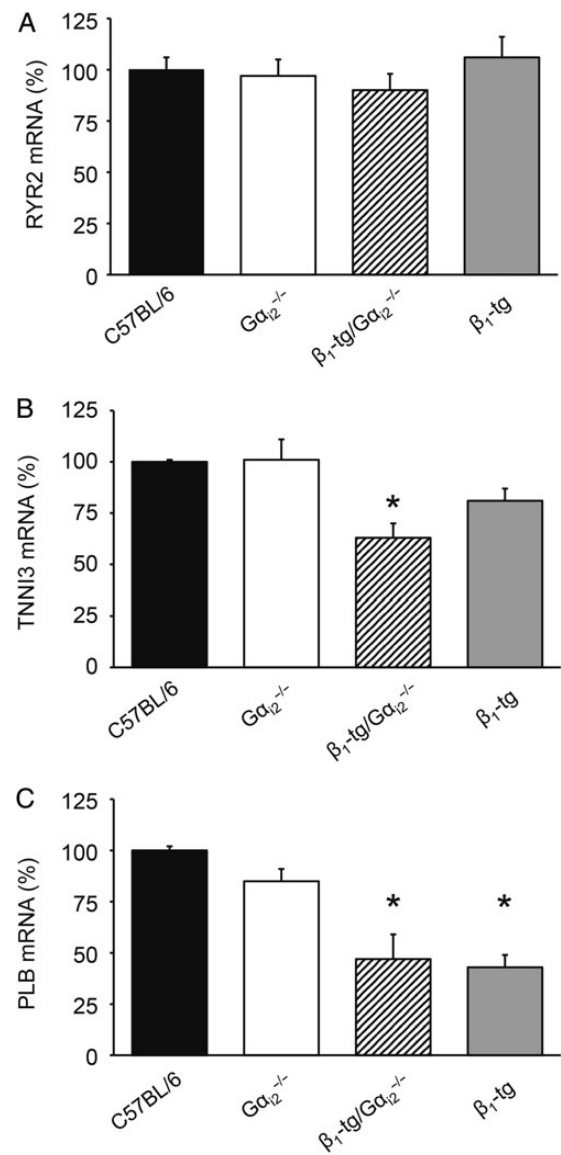 A
RYR2 mRNA (%)
125
100
75
50
25
0
C57BL/6
Gαi2−/−
β1-tg/Gαi2−/−
β1-tg
B
TNNI3 mRNA (%)
125
100
75
50
25
0
*
C57BL/6
Gαi2−/−
β1-tg/Gαi2−/−
β1-tg
C
PLB mRNA (%)
125
100
75
50
25
0
*
*
C57BL/6
Gαi2−/−
β1-tg/Gαi2−/−
β1-tg